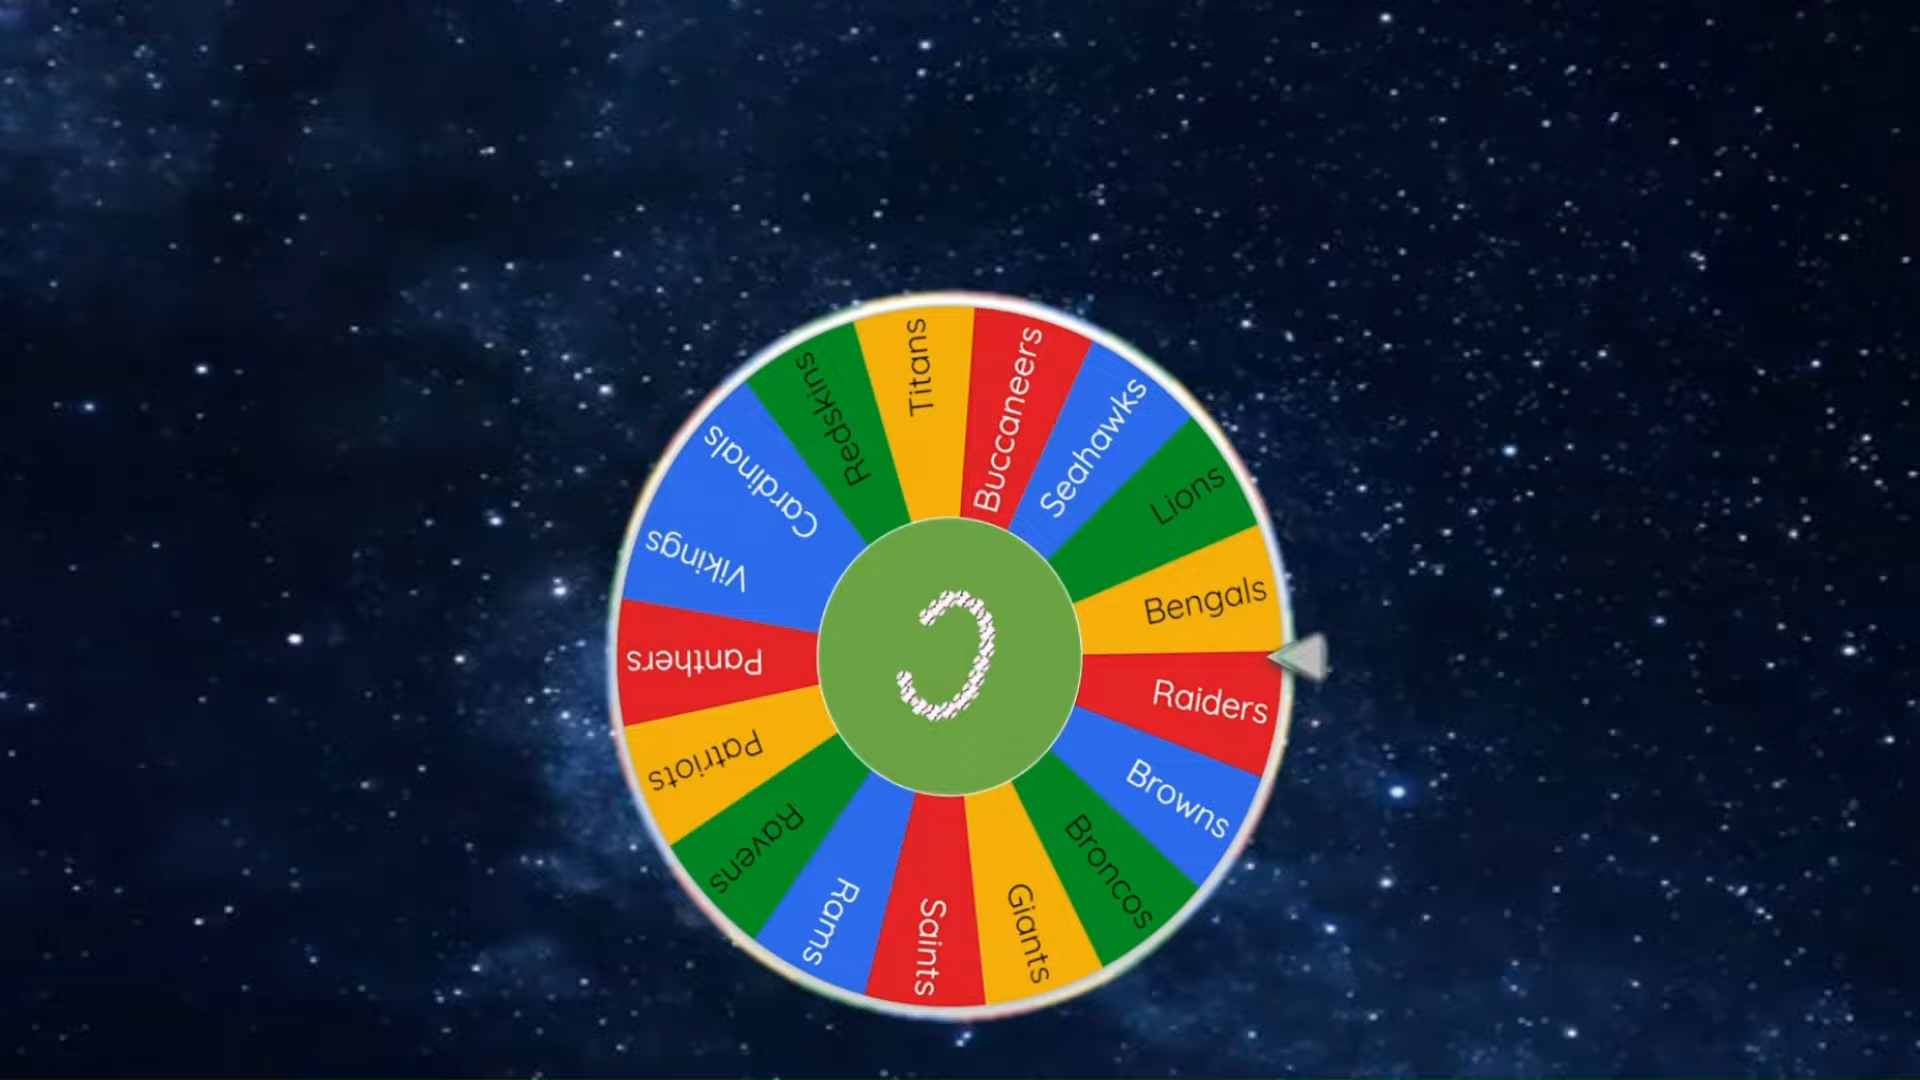 Titans
Buccaneers
Seahawks
Lions
Bengals
Raiders
Browns
Broncos
Giants
Saints
Rams
Ravens
Patriots
Panthers
Vikings
Cardinals
Redskins
C